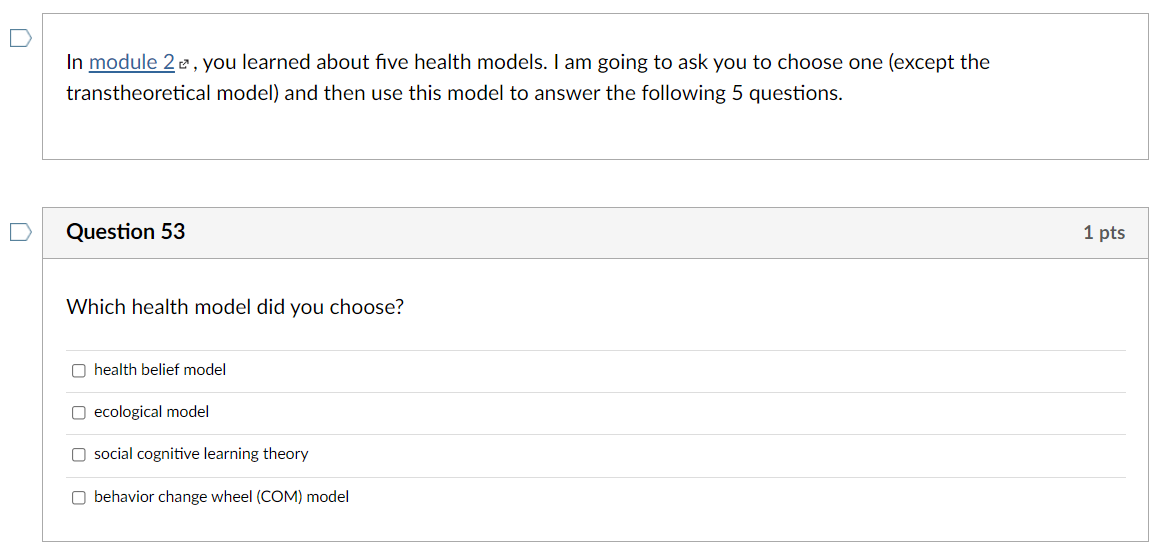 In module 2 , you learned about five health models. I am going to ask you to choose one (except the
transtheoretical model) and then use this model to answer the following 5 questions.
Question 53
1 pts
Which health model did you choose?
health belief model
ecological model
social cognitive learning theory
behavior change wheel (COM) model